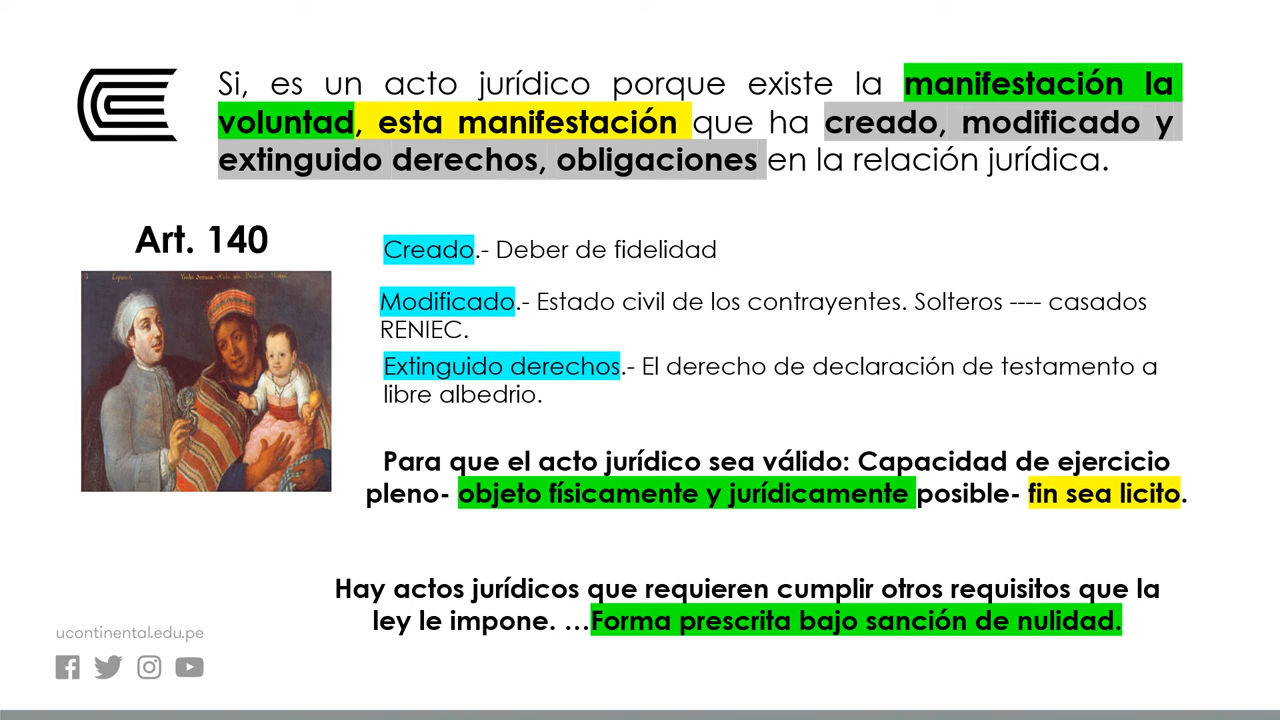 Si, es un acto jurídico porque existe la manifestación la
voluntad, esta manifestación que ha creado, modificado y
extinguido derechos, obligaciones en la relación jurídica.
Art. 140
Creado.- Deber de fidelidad
Modificado.- Estado civil de los contrayentes. Solteros ---- casados
RENIEC.
Extinguido derechos.- El derecho de declaración de testamento a
libre albedrio.
Para que el acto jurídico sea válido: Capacidad de ejercicio
pleno- objeto físicamente y jurídicamente posible- fin sea licito.
Hay actos jurídicos que requieren cumplir otros requisitos que la
ley le impone. …Forma prescrita bajo sanción de nulidad.
ucontinental.edu.pe